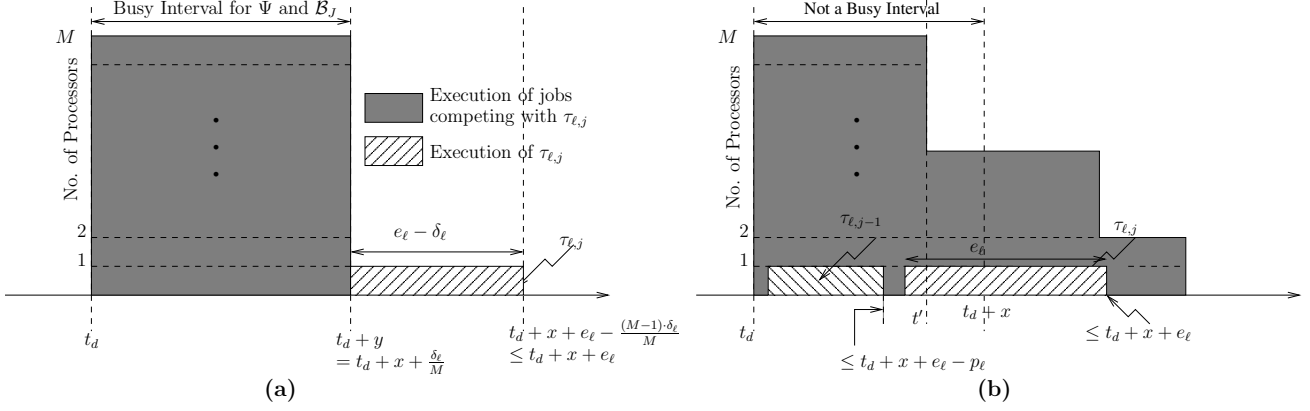 Busy Interval for Ψ and 𝓑_J
M
No. of Processors
2
1
Execution of jobs
competing with τ_{ℓ,j}
Execution of τ_{ℓ,j}
e_ℓ − δ_ℓ
τ_{ℓ,j}
t_d
t_d + y
= t_d + x + \frac{δ_ℓ}{M}
t_d + x + e_ℓ − \frac{(M−1)·δ_ℓ}{M}
≤ t_d + x + e_ℓ
(a)
Not a Busy Interval
M
No. of Processors
2
1
τ_{ℓ,j−1}
e_ℓ
τ_{ℓ,j}
t_d
t′
t_d + x
≤ t_d + x + e_ℓ
≤ t_d + x + e_ℓ − p_ℓ
(b)